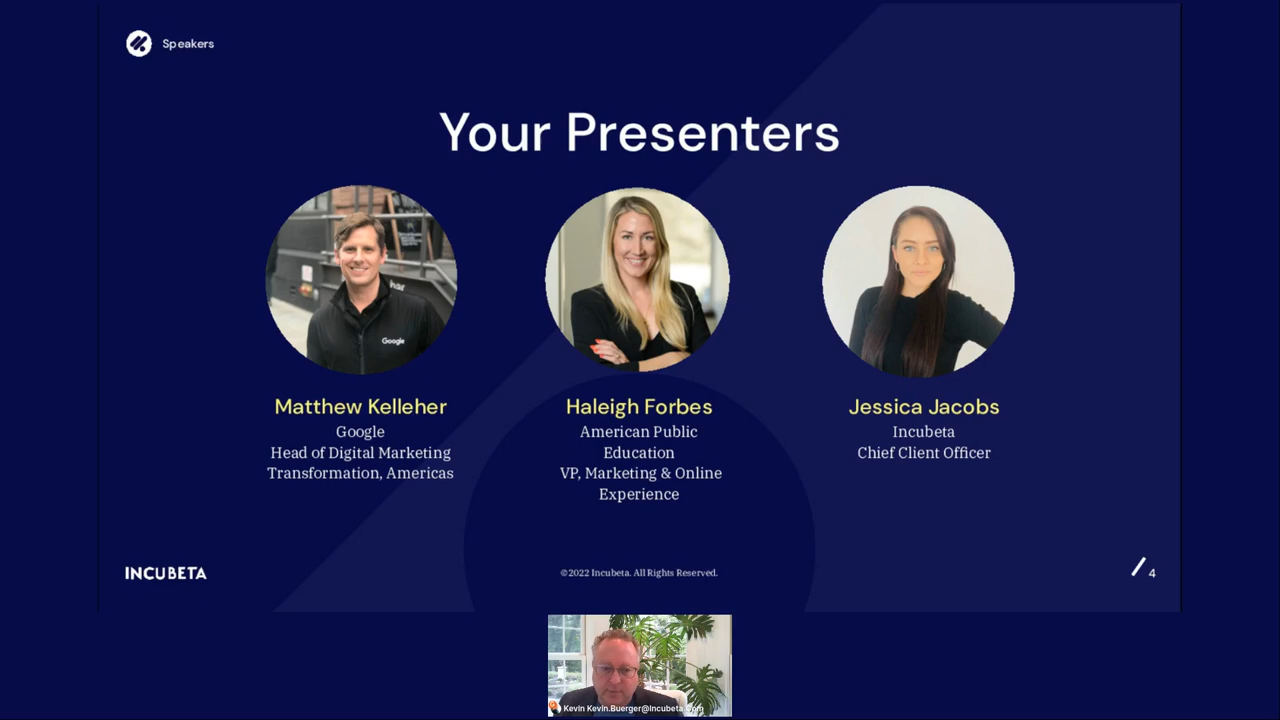 Speakers
Your Presenters
Google
Matthew Kelleher
Google
Head of Digital Marketing
Transformation, Americas
Haleigh Forbes
American Public
Education
VP, Marketing & Online
Experience
Jessica Jacobs
Incubeta
Chief Client Officer
INCUBETA
©2022 Incubeta. All Rights Reserved.
4
Kevin Kevin.Buerger@Incubeta.Com